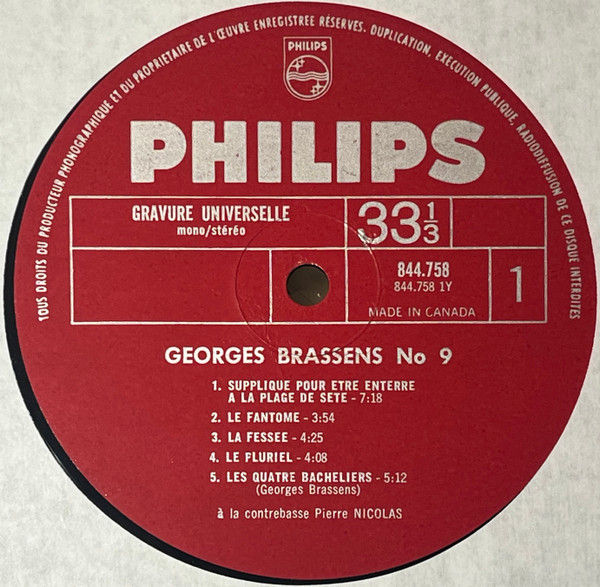 TOUS DROITS DU PRODUCTEUR PHONOGRAPHIQUE ET DU PROPRIETAIRE DE L'ŒUVRE ENREGISTREE RÉSERVES. DUPLICATION, EXECUTION PUBLIQUE, RADIODIFFUSION DE CE DISQUE INTERDITES
PHILIPS
PHILIPS
GRAVURE UNIVERSELLE
mono/stéréo
33 1/3
844.758
844.758 1Y
1
MADE IN CANADA
GEORGES BRASSENS No 9
1. SUPPLIQUE POUR ETRE ENTERRE
A LA PLAGE DE SETE - 7:18
2. LE FANTOME - 3:54
3. LA FESSEE - 4:25
4. LE FLURIEL - 4:08
5. LES QUATRE BACHELIERS - 5:12
(Georges Brassens)
à la contrebasse Pierre NICOLAS